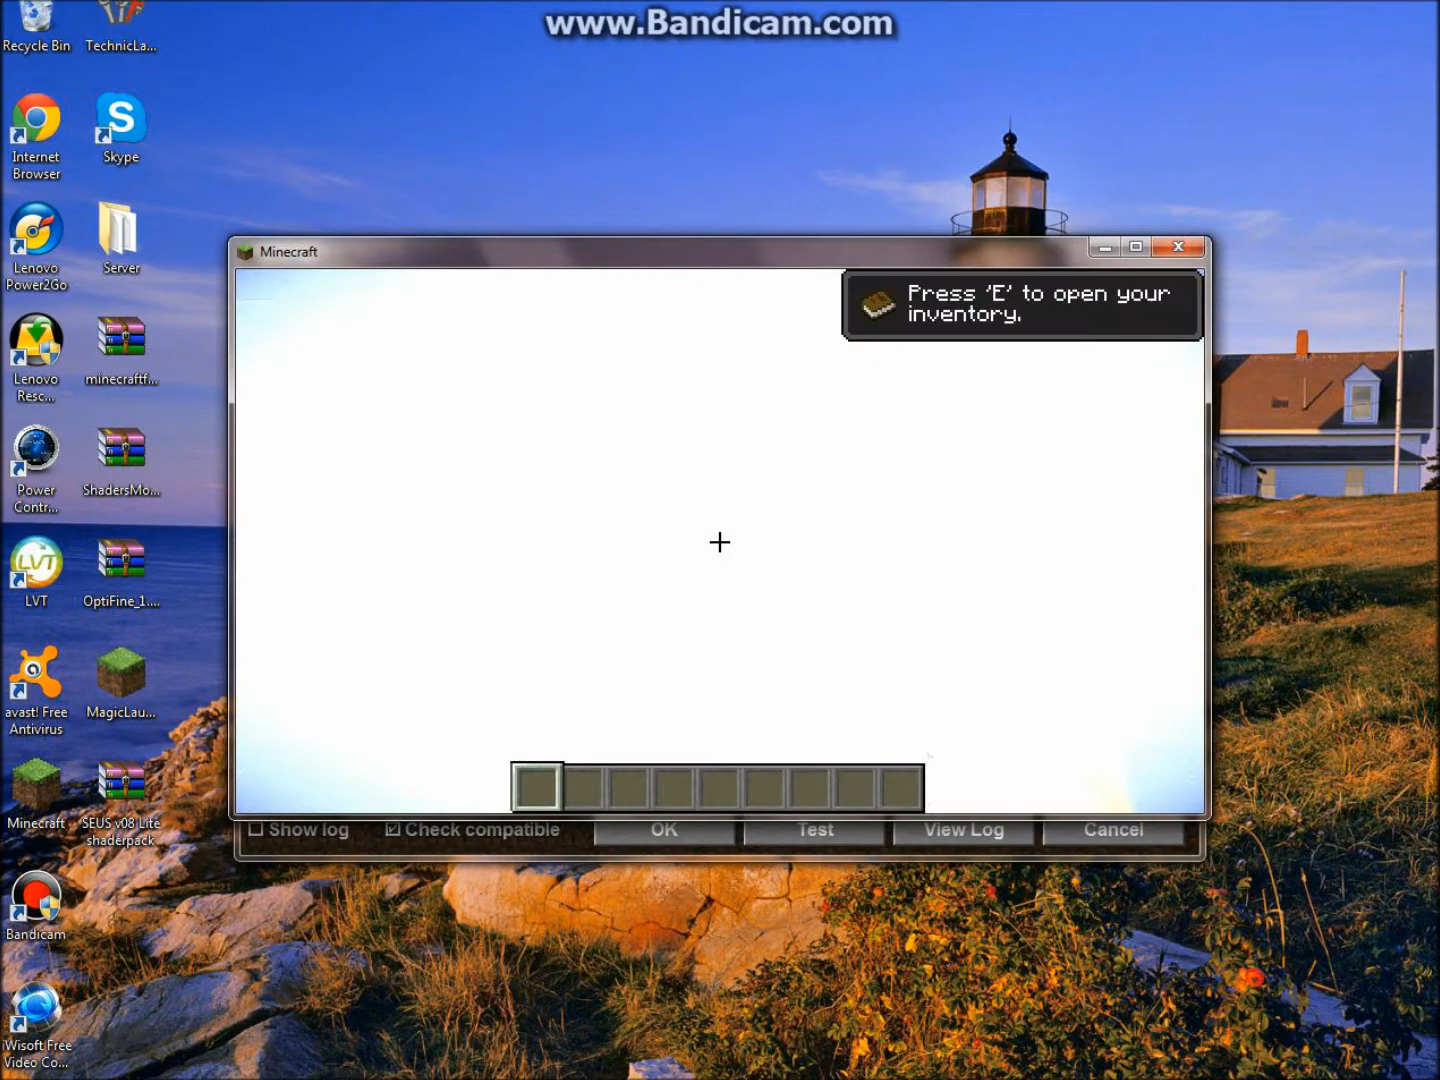 www.Bandicam.com
Recycle Bin
TechnicLa...
Internet
Browser
Skype
Lenovo
Power2Go
Server
Lenovo
Resc...
minecraftf...
Power
Contr...
ShadersMo...
LVT
LVT
OptiFine_1....
avast! Free
Antivirus
MagicLau...
Minecraft
SEUS v08 Lite
shaderpack
Bandicam
iWisoft Free
Video Co...
Minecraft
Press 'E' to open your
inventory.
Show log
Check compatible
OK
Test
View Log
Cancel